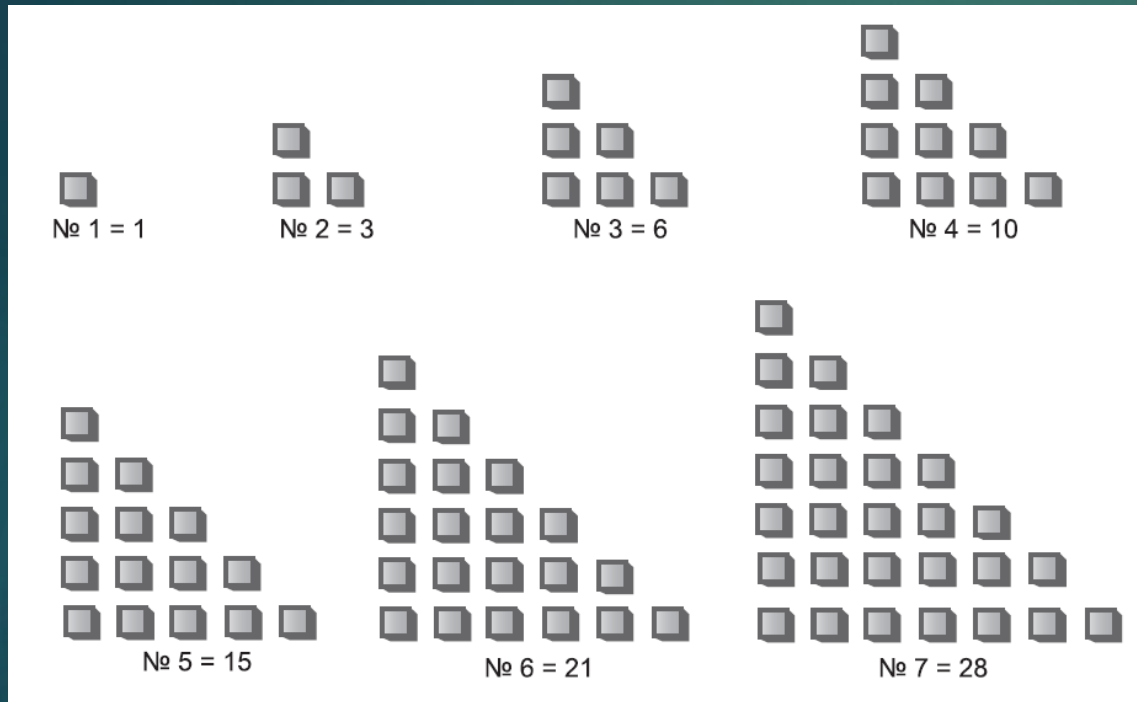 № 1 = 1
№ 2 = 3
№ 3 = 6
№ 4 = 10
№ 5 = 15
№ 6 = 21
№ 7 = 28